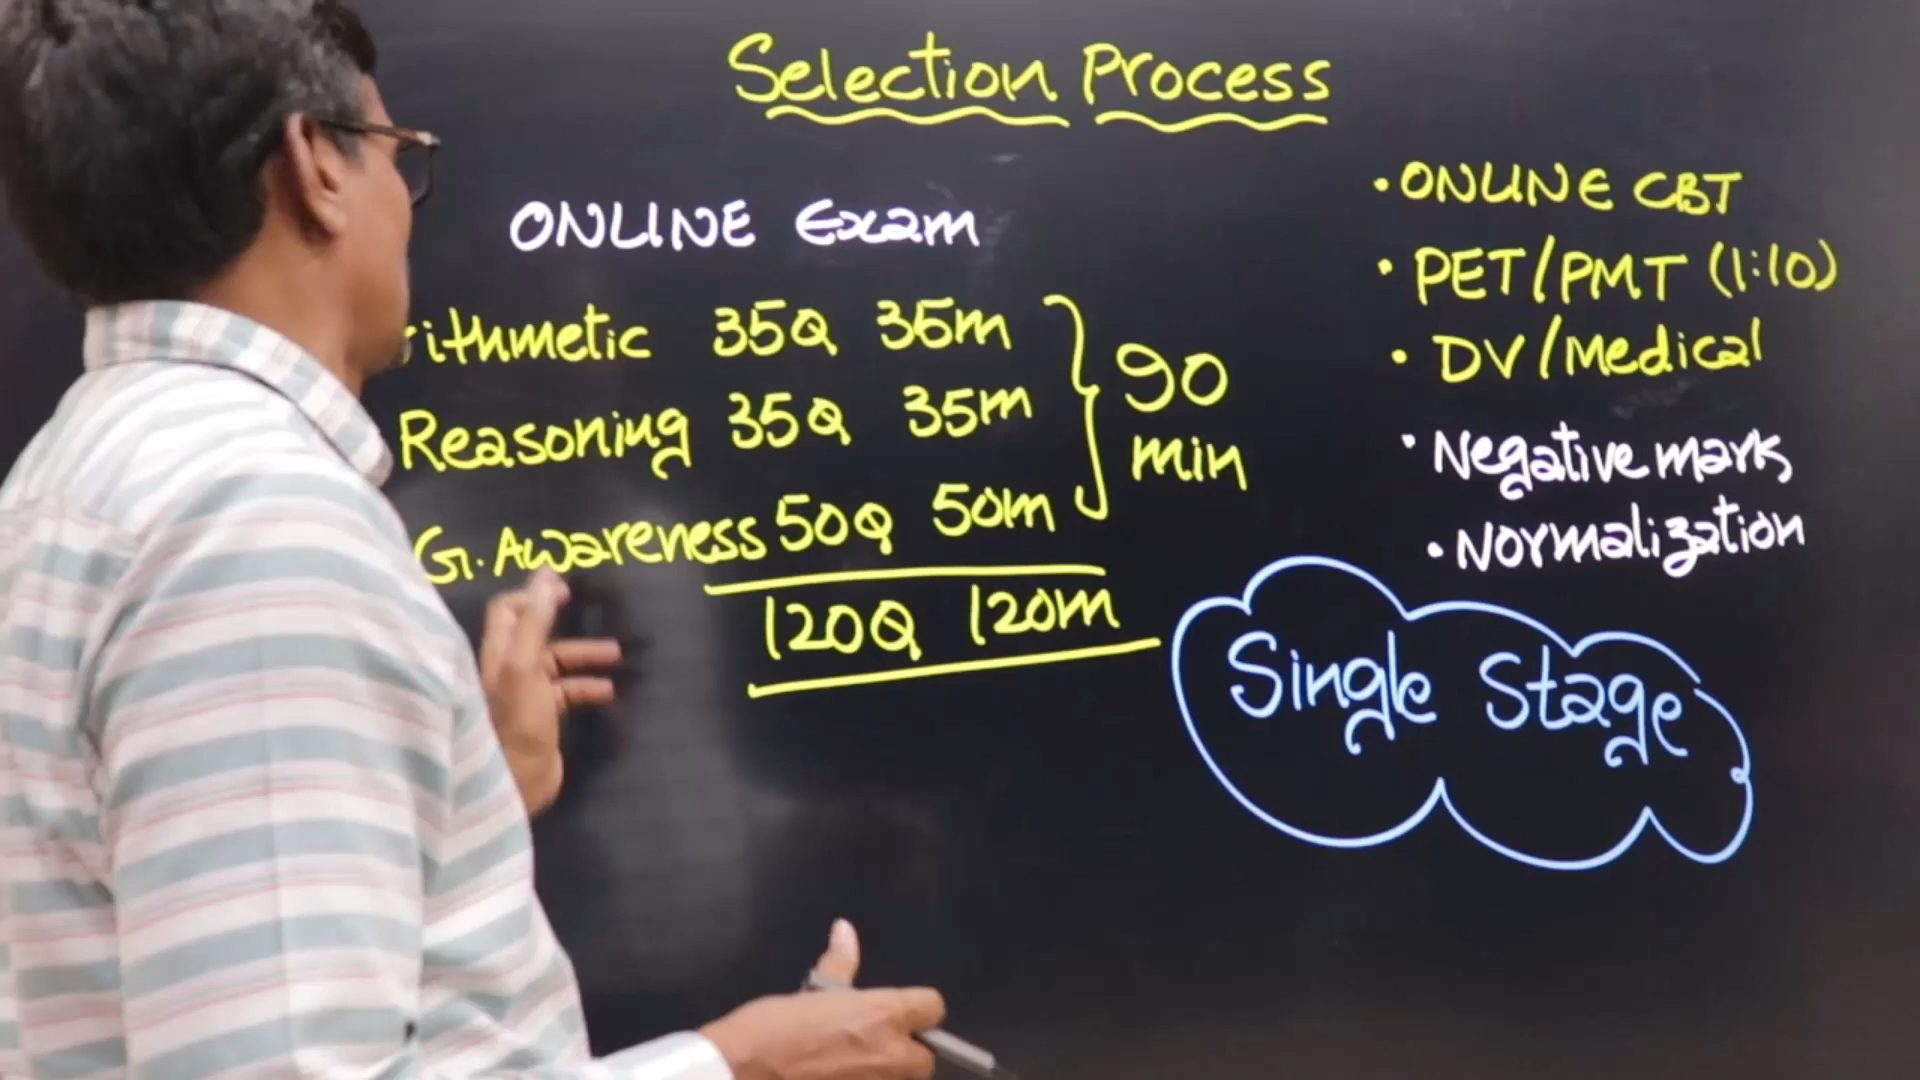 Selection Process
ONLINE Exam
rithmetic 35Q 35m
Reasoning 35Q 35m
G. Awareness 50Q 50m
120Q 120m
90
min
• ONLINE CBT
• PET/PMT (1:10)
• DV/Medical
• Negative mark
• Normalization
Single Stage